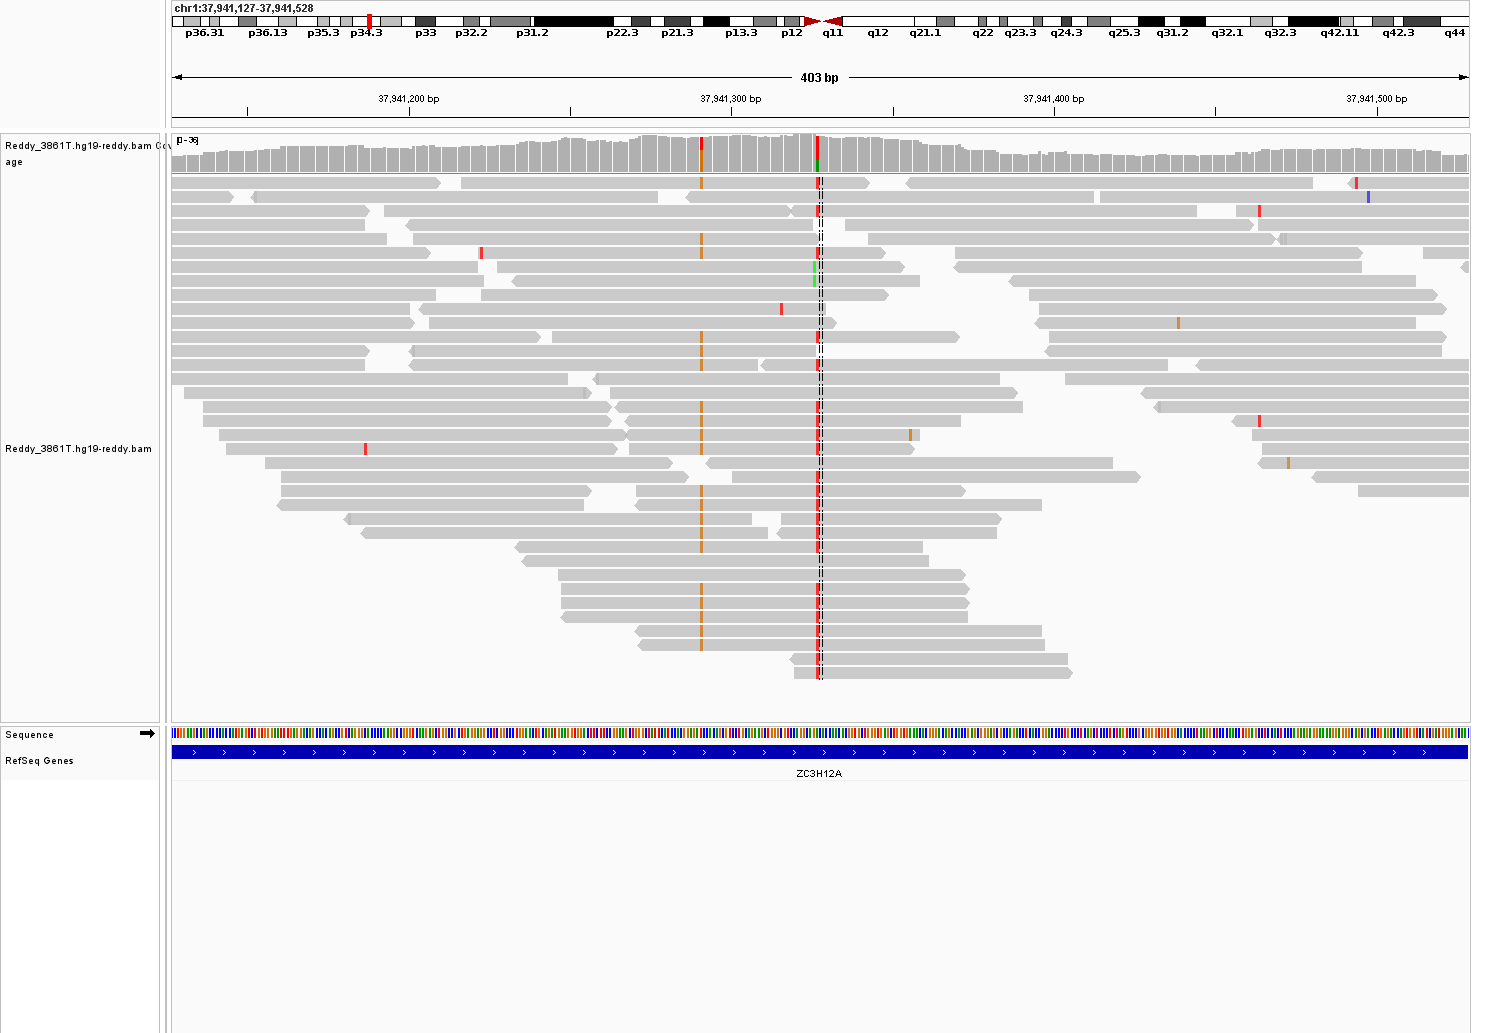 chr1:37,941,127-37,941,528
p36.31 p36.13 p35.3 p34.3 p33 p32.2 p31.2 p22.3 p21.3 p13.3 p12 q11 q12 q21.1 q22 q23.3 q24.3 q25.3 q31.2 q32.1 q32.3 q42.11 q42.3 q44
403 bp
37,941,200 bp 37,941,300 bp 37,941,400 bp 37,941,500 bp
Reddy_3861T.hg19-reddy.bam Cov
age
[0-36]
Reddy_3861T.hg19-reddy.bam
Sequence
RefSeq Genes
ZC3H12A